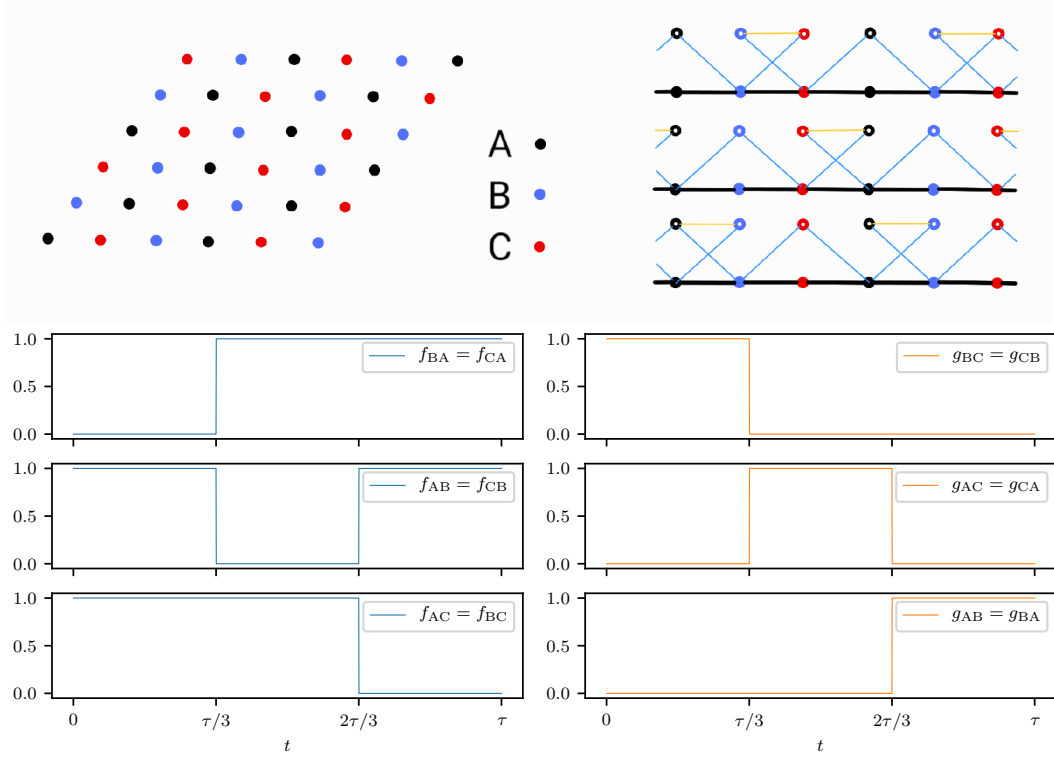 A
B
C
1.0
0.5
0.0
f_BA = f_CA
1.0
0.5
0.0
g_BC = g_CB
1.0
0.5
0.0
f_AB = f_CB
1.0
0.5
0.0
g_AC = g_CA
1.0
0.5
0.0
f_AC = f_BC
0 τ/3 2τ/3 τ
t
1.0
0.5
0.0
g_AB = g_BA
0 τ/3 2τ/3 τ
t